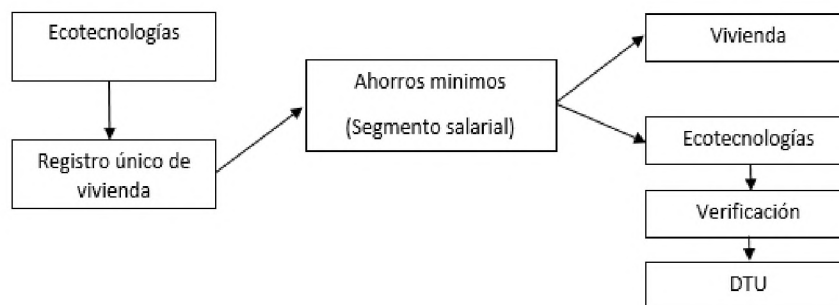 Ecotecnologías
Registro único de
vivienda
Ahorros minimos
(Segmento salarial)
Vivienda
Ecotecnologías
Verificación
DTU